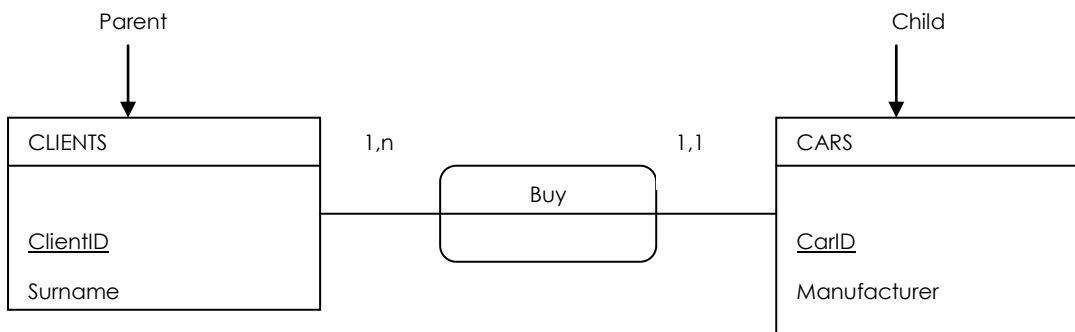 Parent
Child
CLIENTS
1,n
1,1
CARS
Buy
ClientID
CarID
Surname
Manufacturer